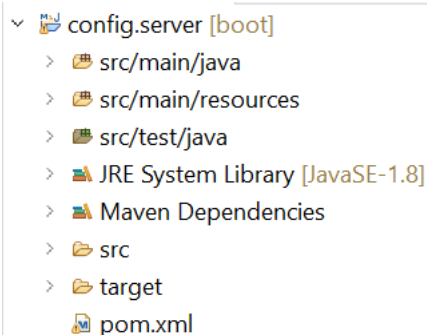 config.server [boot]
src/main/java
src/main/resources
src/test/java
JRE System Library [JavaSE-1.8]
Maven Dependencies
src
target
pom.xml